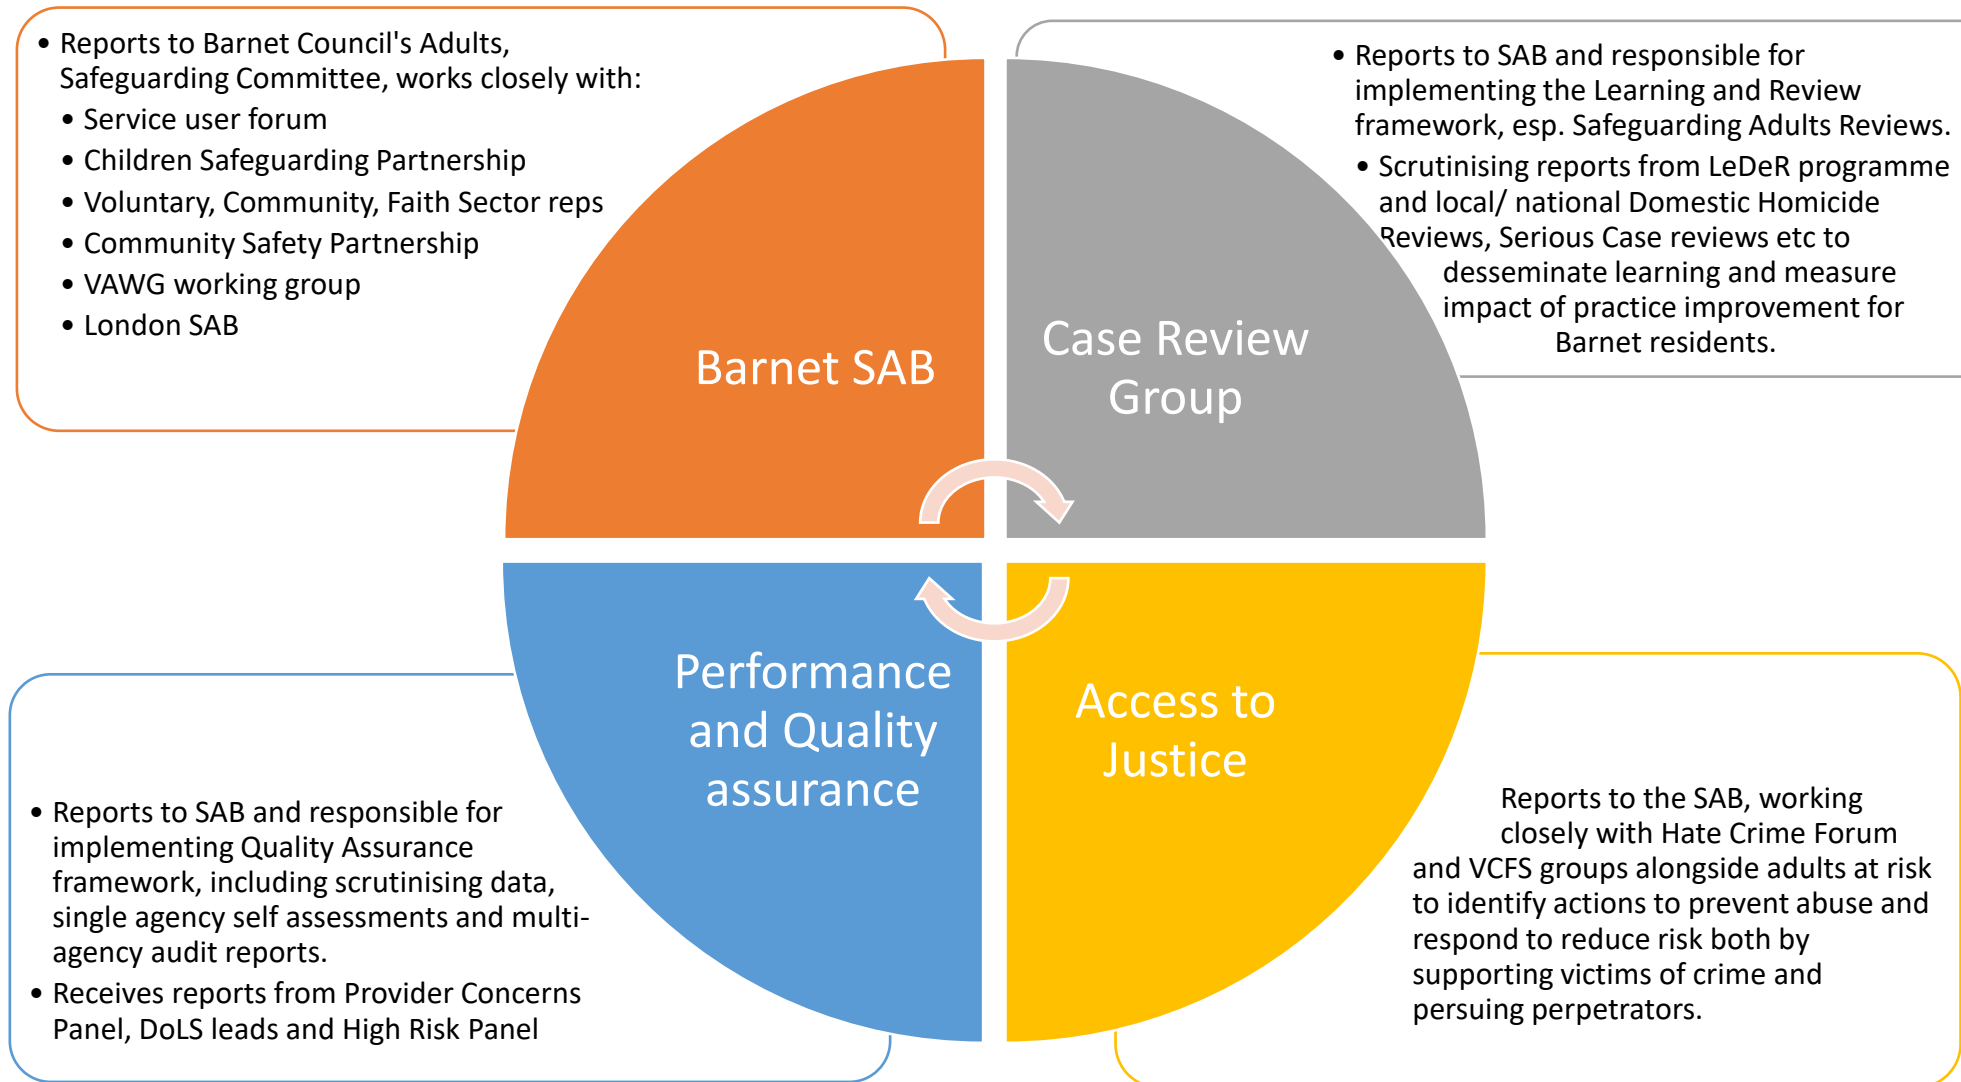 • Reports to Barnet Council's Adults,
Safeguarding Committee, works closely with:
• Service user forum
• Children Safeguarding Partnership
• Voluntary, Community, Faith Sector reps
• Community Safety Partnership
• VAWG working group
• London SAB
Barnet SAB
• Reports to SAB and responsible for
implementing the Learning and Review
framework, esp. Safeguarding Adults Reviews.
• Scrutinising reports from LeDeR programme
and local/ national Domestic Homicide
Reviews, Serious Case reviews etc to
desseminate learning and measure
impact of practice improvement for
Barnet residents.
Case Review
Group
Performance
and Quality
assurance
• Reports to SAB and responsible for
implementing Quality Assurance
framework, including scrutinising data,
single agency self assessments and multi-
agency audit reports.
• Receives reports from Provider Concerns
Panel, DoLS leads and High Risk Panel
Access to
Justice
Reports to the SAB, working
closely with Hate Crime Forum
and VCFS groups alongside adults at risk
to identify actions to prevent abuse and
respond to reduce risk both by
supporting victims of crime and
persuing perpetrators.